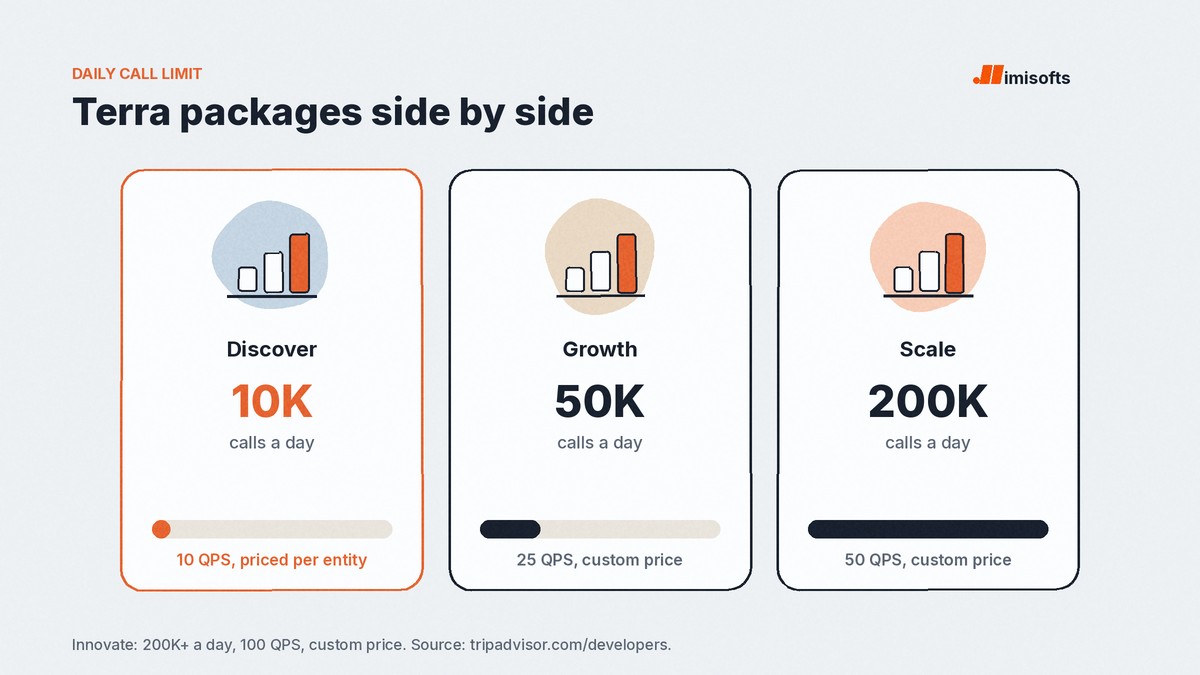 DAILY CALL LIMIT
imisofts
Terra packages side by side
Discover
10K
calls a day
10 QPS, priced per entity
Growth
50K
calls a day
25 QPS, custom price
Scale
200K
calls a day
50 QPS, custom price
Innovate: 200K+ a day, 100 QPS, custom price. Source: tripadvisor.com/developers.